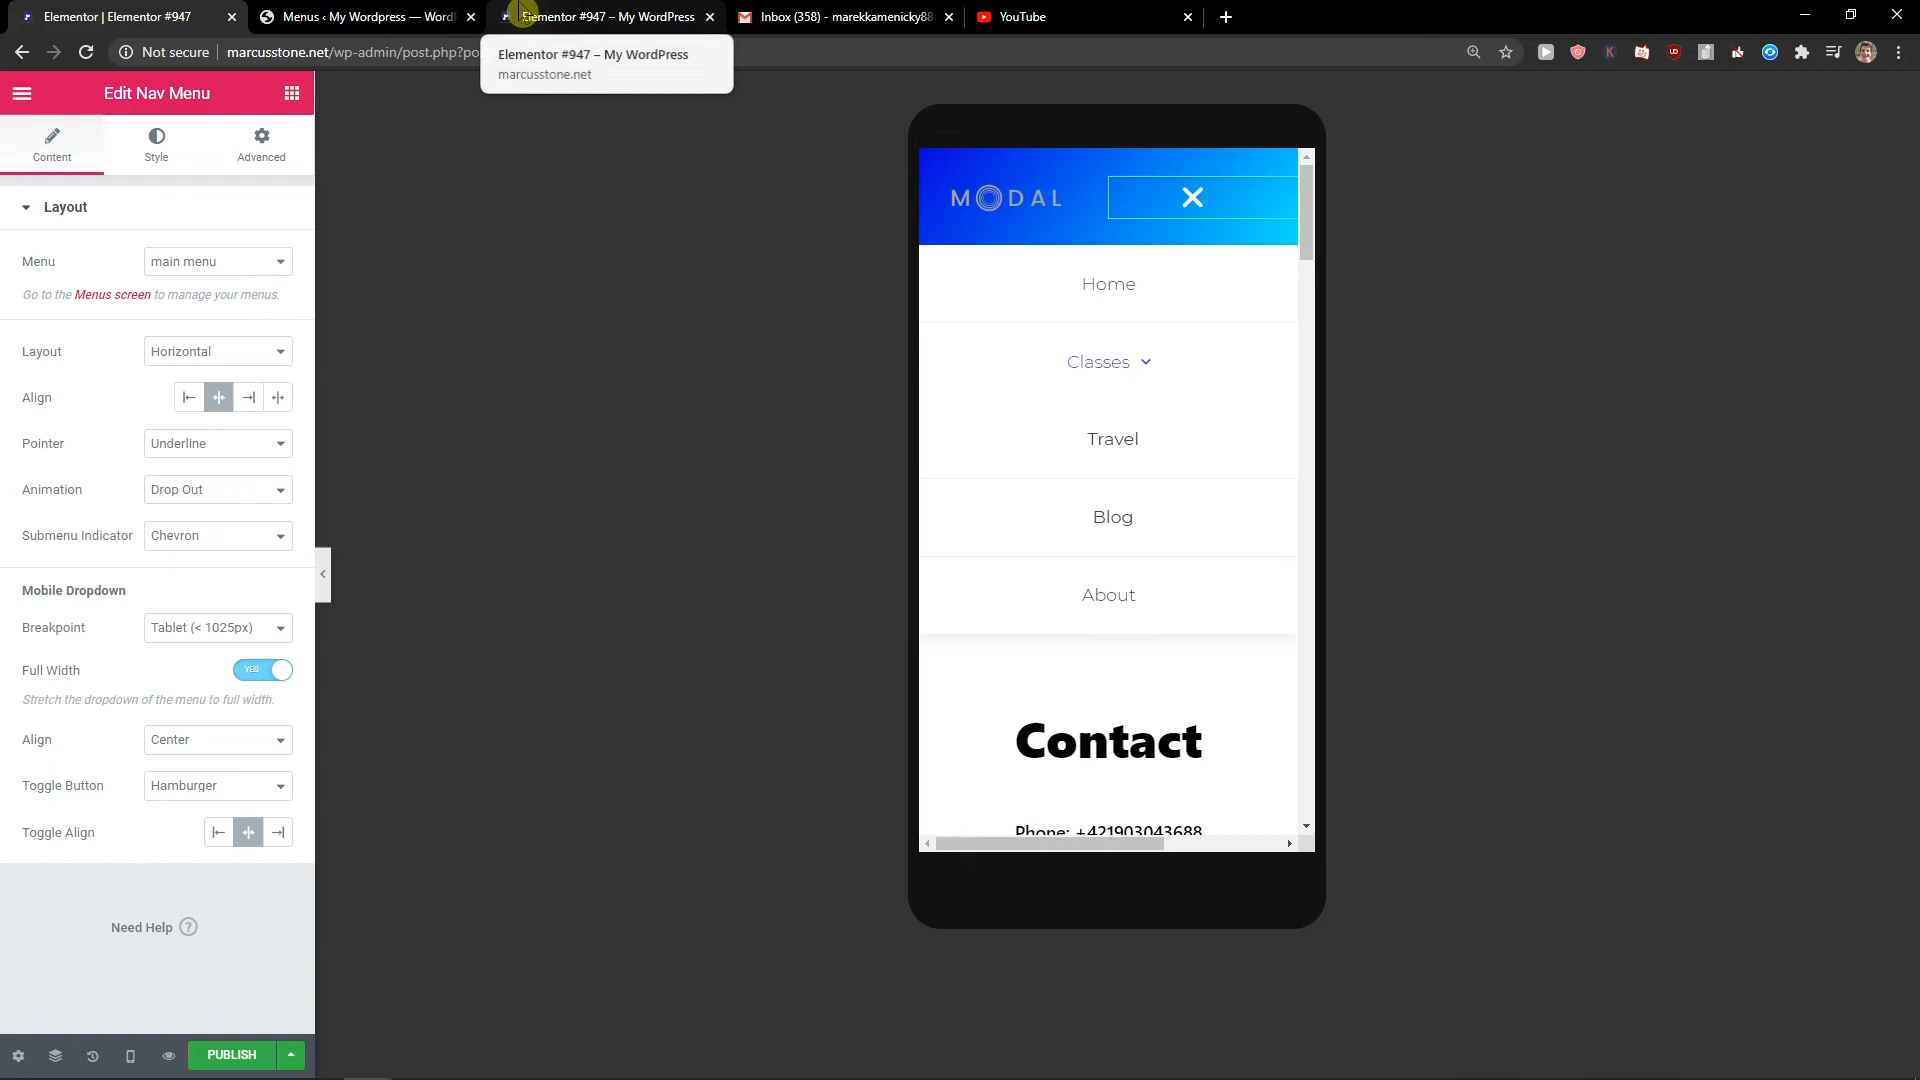 Elementor | Elementor #947
Menus ‹ My Wordpress — Word
Elementor #947 – My WordPress
Inbox (358) - marekkamenicky88
YouTube
Not secure
marcusstone.net/wp-admin/post.php?po
Elementor #947 – My WordPress
marcusstone.net
Edit Nav Menu
Content
Style
Advanced
Layout
Menu
main menu
Go to the Menus screen to manage your menus.
Layout
Horizontal
Align
Pointer
Underline
Animation
Drop Out
Submenu Indicator
Chevron
Mobile Dropdown
Breakpoint
Tablet (< 1025px)
Full Width
YES
Stretch the dropdown of the menu to full width.
Align
Center
Toggle Button
Hamburger
Toggle Align
Need Help ?
PUBLISH
MODAL
Home
Classes
Travel
Blog
About
Contact
Phone: +421903043688